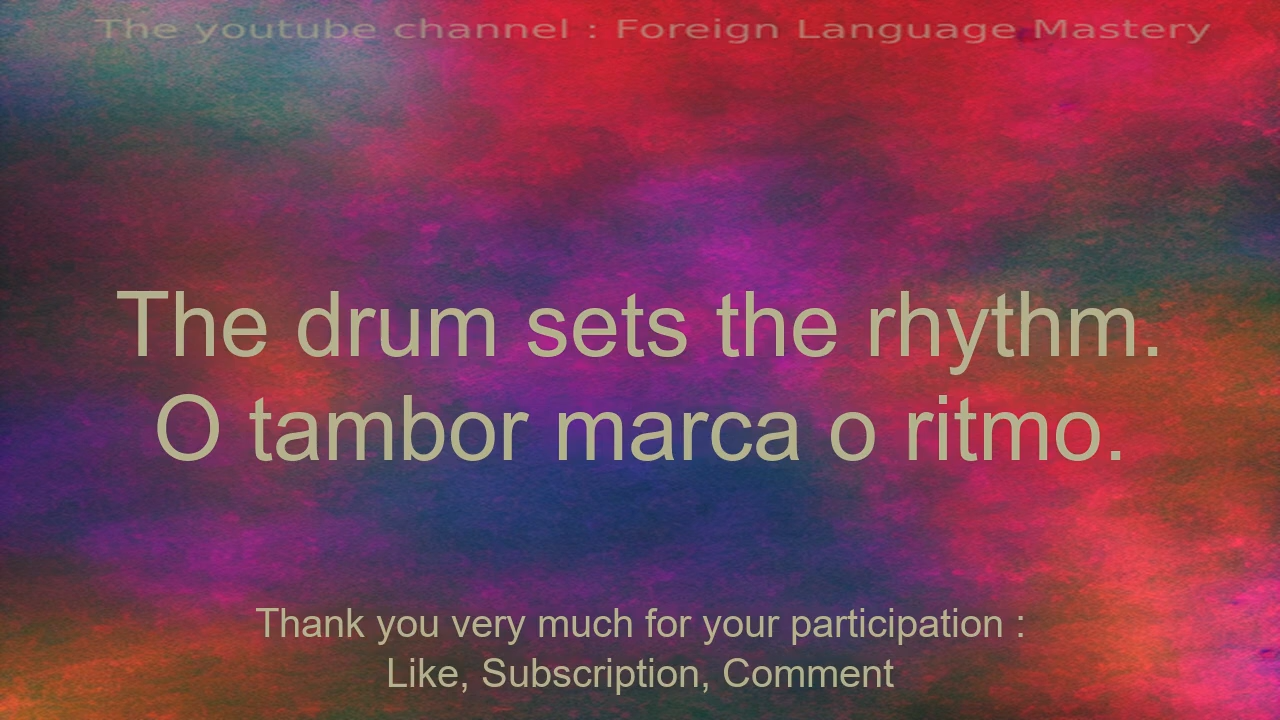 The youtube channel : Foreign Language Mastery
The drum sets the rhythm.
O tambor marca o ritmo.
Thank you very much for your participation :
Like, Subscription, Comment